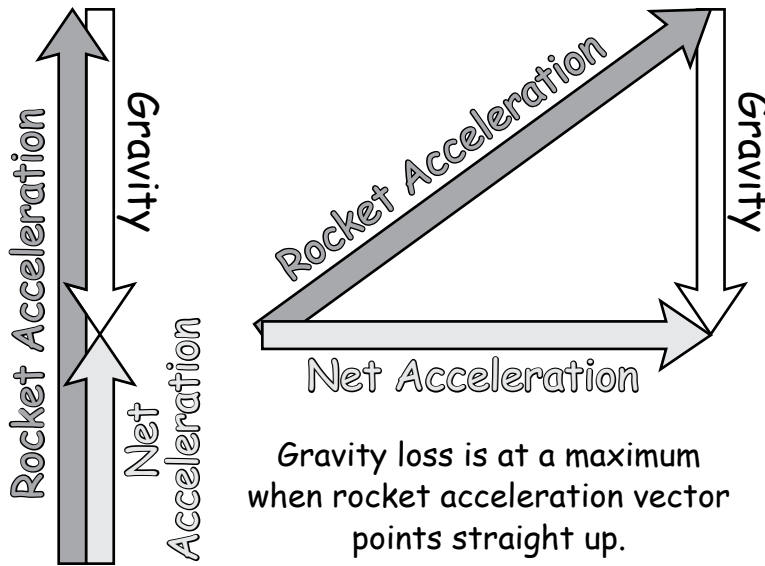 Rocket Acceleration
Gravity
Net
Acceleration
Rocket Acceleration
Gravity
Net Acceleration
Gravity loss is at a maximum
when rocket acceleration vector
points straight up.